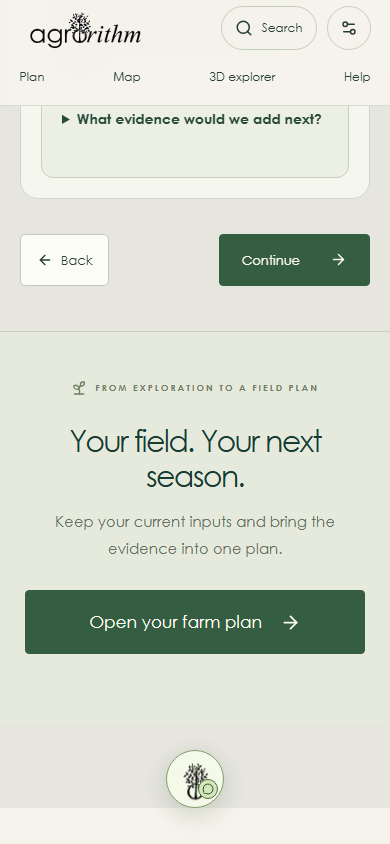 agrorithm
Search
Plan
Map
3D explorer
Help
What evidence would we add next?
Back
Continue
FROM EXPLORATION TO A FIELD PLAN
Your field. Your next
season.
Keep your current inputs and bring the
evidence into one plan.
Open your farm plan